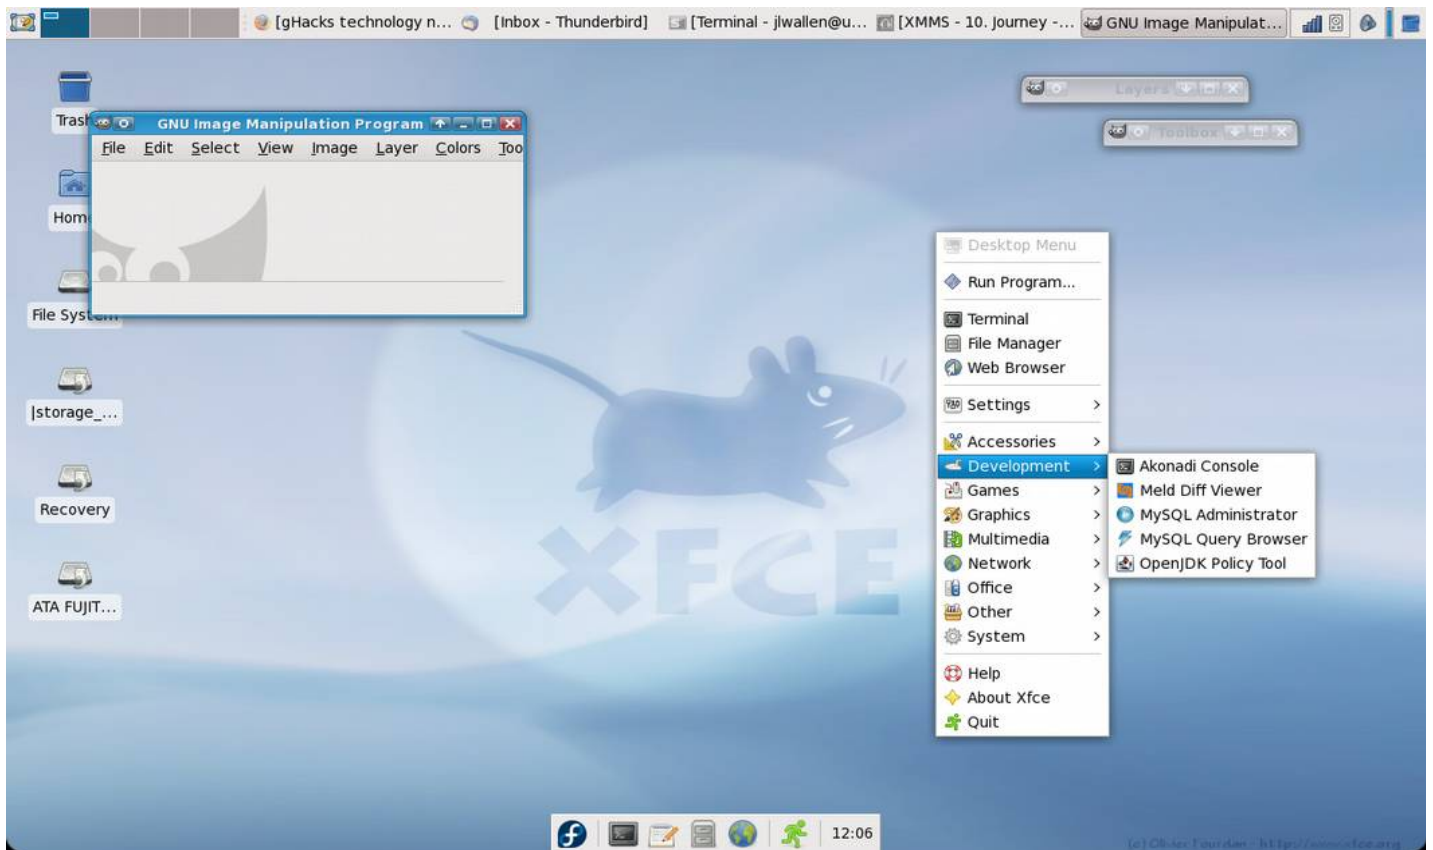 [gHacks technology n... [Inbox - Thunderbird] [Terminal - jlwallen@u... [XMMS - 10. Journey -... GNU Image Manipulat...
Layers
Toolbox
Trash
GNU Image Manipulation Program
File Edit Select View Image Layer Colors Too
Home
File System
|storage_...
Recovery
ATA FUJIT...
XFCE
Desktop Menu
Run Program...
Terminal
File Manager
Web Browser
Settings
Accessories
Development
Games
Graphics
Multimedia
Network
Office
Other
System
Help
About Xfce
Quit
Akonadi Console
Meld Diff Viewer
MySQL Administrator
MySQL Query Browser
OpenJDK Policy Tool
12:06